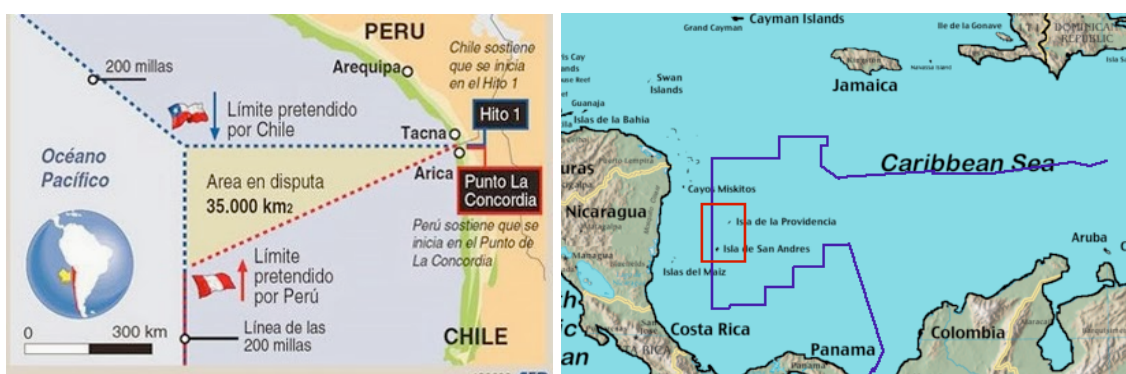 PERU
Chile sostiene
que se inicia
en el Hito 1
200 millas
Arequipa
Límite pretendido
por Chile
Hito 1
Tacna
Océano
Pacífico
Arica
Area en disputa
35.000 km2
Punto La
Concordia
Perú sostiene que se
inicia en el Punto de
La Concordia
Límite
pretendido
por Perú
0 300 km
Línea de las
200 millas
CHILE
Cayman Islands
Grand Cayman
Ile de la Gonave
DOMINICAN
REPUBLIC
Jamaica
Swan
Islands
Guanaja
Islas de la Bahia
Puerto Lempira
Caribbean Sea
Cayos Miskitos
Nicaragua
Isla de la Providencia
Isla de San Andres
Aruba
Managua
Islas del Maiz
Costa Rica
Colombia
Panama